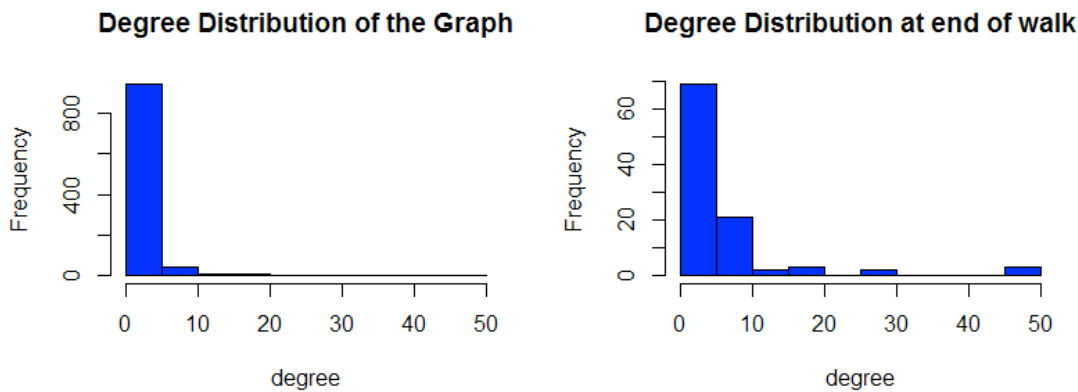 Degree Distribution of the Graph
Frequency
0 400 800
0 10 20 30 40 50
degree
Degree Distribution at end of walk
Frequency
0 20 40 60
0 10 20 30 40 50
degree